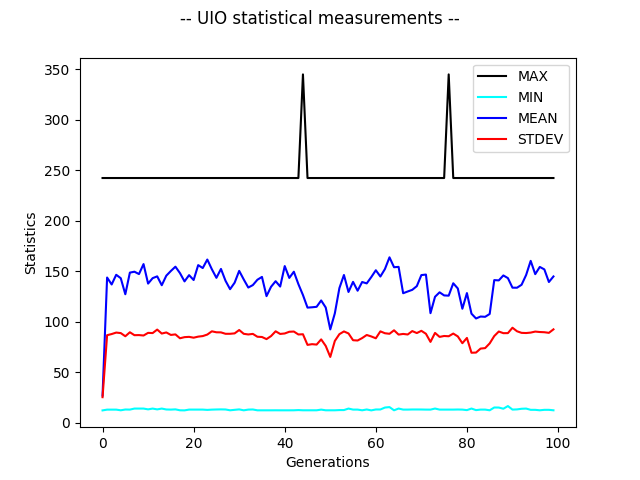 -- UIO statistical measurements --
350
300
250
200
150
100
50
0
Statistics
MAX
MIN
MEAN
STDEV
0 20 40 60 80 100
Generations